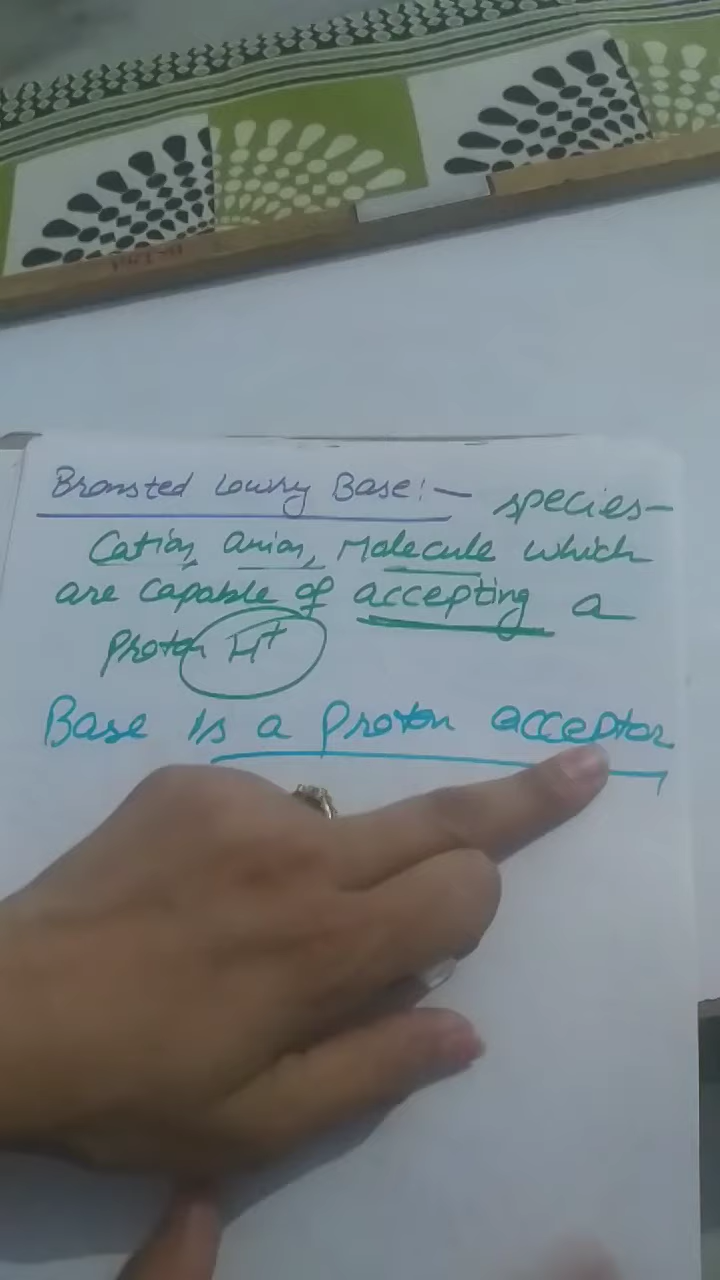 Bronsted Lowry Base:- species-
Cation, anion, Molecule which
are capable of accepting a
Proton H+
Base is a Proton acceptor